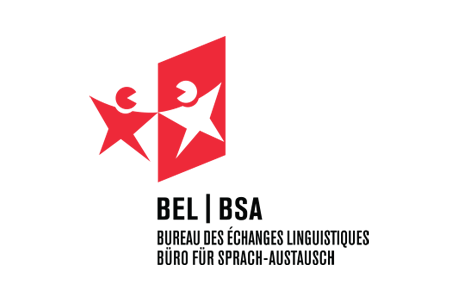 BEL | BSA
BUREAU DES ÉCHANGES LINGUISTIQUES
BÜRO FÜR SPRACH-AUSTAUSCH